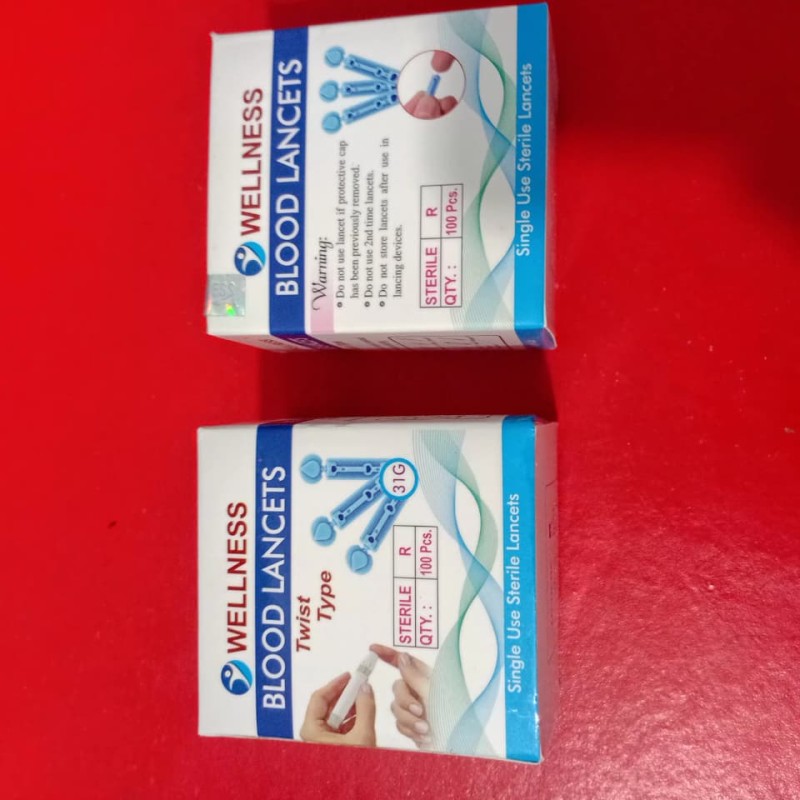 WELLNESS
BLOOD LANCETS
Warning:
Do not use lancet if protective cap
has been previously removed.
Do not use 2nd time lancets.
Do not store lancets after use in
lancing devices.
STERILE R
QTY. : 100 Pcs.
Single Use Sterile Lancets
WELLNESS
BLOOD LANCETS
Twist
Type
31G
STERILE R
QTY. : 100 Pcs.
Single Use Sterile Lancets